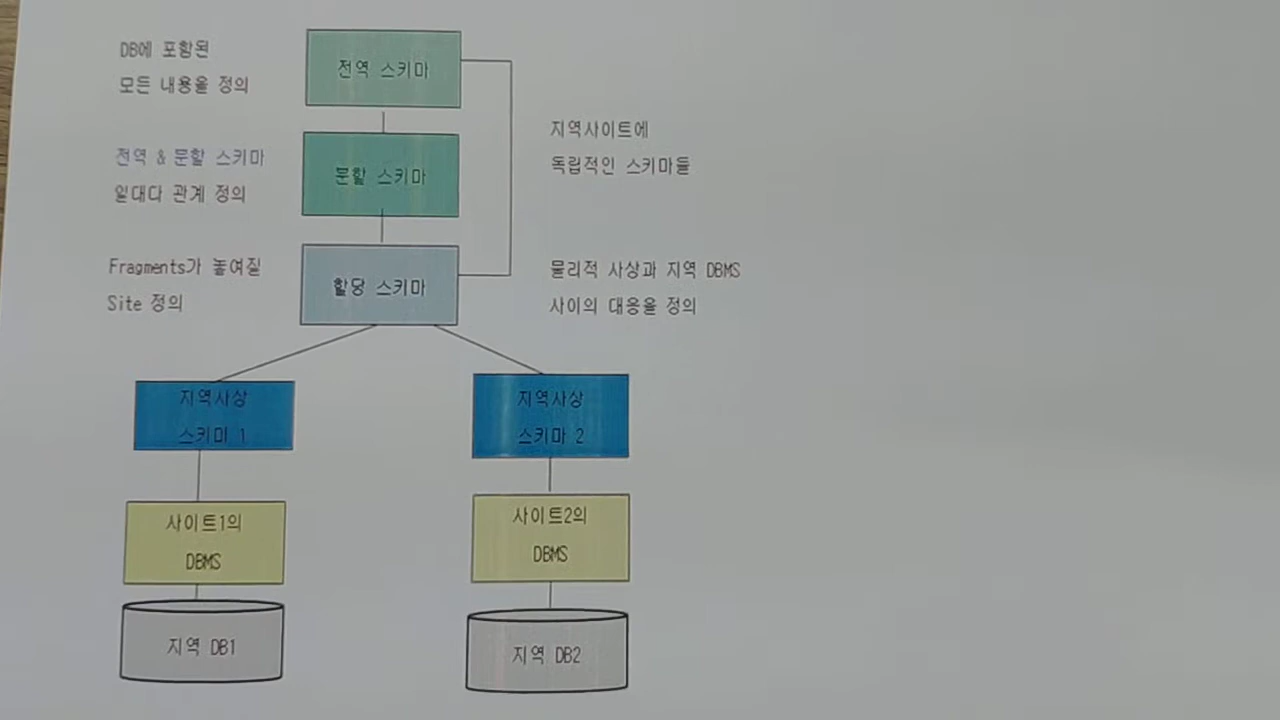 DB에 포함된
모든 내용을 정의
전역 스키마
지역사이트에
독립적인 스키마들
전역 & 분할 스키마
일대다 관계 정의
분할 스키마
Fragments가 놓여질
Site 정의
할당 스키마
물리적 사상과 지역 DBMS
사이의 대응을 정의
지역사상
스키마 1
지역사상
스키마 2
사이트1의
DBMS
사이트2의
DBMS
지역 DB1
지역 DB2